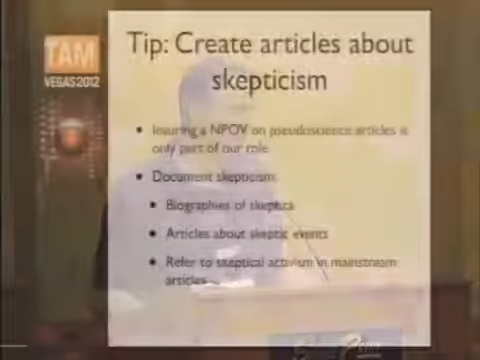 TAM
VEGAS2012
Tip: Create articles about
skepticism
• Insuring a NPOV on pseudoscience articles is
only part of our role
• Document skepticism
• Biographies of skeptics
• Articles about skeptic events
• Refer to skeptical activism in mainstream
articles